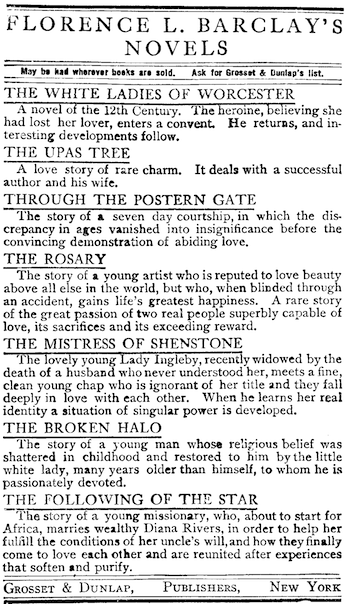 FLORENCE L. BARCLAY'S
NOVELS
May be had wherever books are sold. Ask for Grosset & Dunlap's list.
THE WHITE LADIES OF WORCESTER
A novel of the 12th Century. The heroine, believing she
had lost her lover, enters a convent. He returns, and in-
teresting developments follow.
THE UPAS TREE
A love story of rare charm. It deals with a successful
author and his wife.
THROUGH THE POSTERN GATE
The story of a seven day courtship, in which the dis-
crepancy in ages vanished into insignificance before the
convincing demonstration of abiding love.
THE ROSARY
The story of a young artist who is reputed to love beauty
above all else in the world, but who, when blinded through
an accident, gains life's greatest happiness. A rare story
of the great passion of two real people superbly capable of
love, its sacrifices and its exceeding reward.
THE MISTRESS OF SHENSTONE
The lovely young Lady Ingleby, recently widowed by the
death of a husband who never understood her, meets a fine,
clean young chap who is ignorant of her title and they fall
deeply in love with each other. When he learns her real
identity a situation of singular power is developed.
THE BROKEN HALO
The story of a young man whose religious belief was
shattered in childhood and restored to him by the little
white lady, many years older than himself, to whom he is
passionately devoted.
THE FOLLOWING OF THE STAR
The story of a young missionary, who, about to start for
Africa, marries wealthy Diana Rivers, in order to help her
fulfill the conditions of her uncle's will, and how they finally
come to love each other and are reunited after experiences
that soften and purify.
GROSSET & DUNLAP, PUBLISHERS, NEW YORK